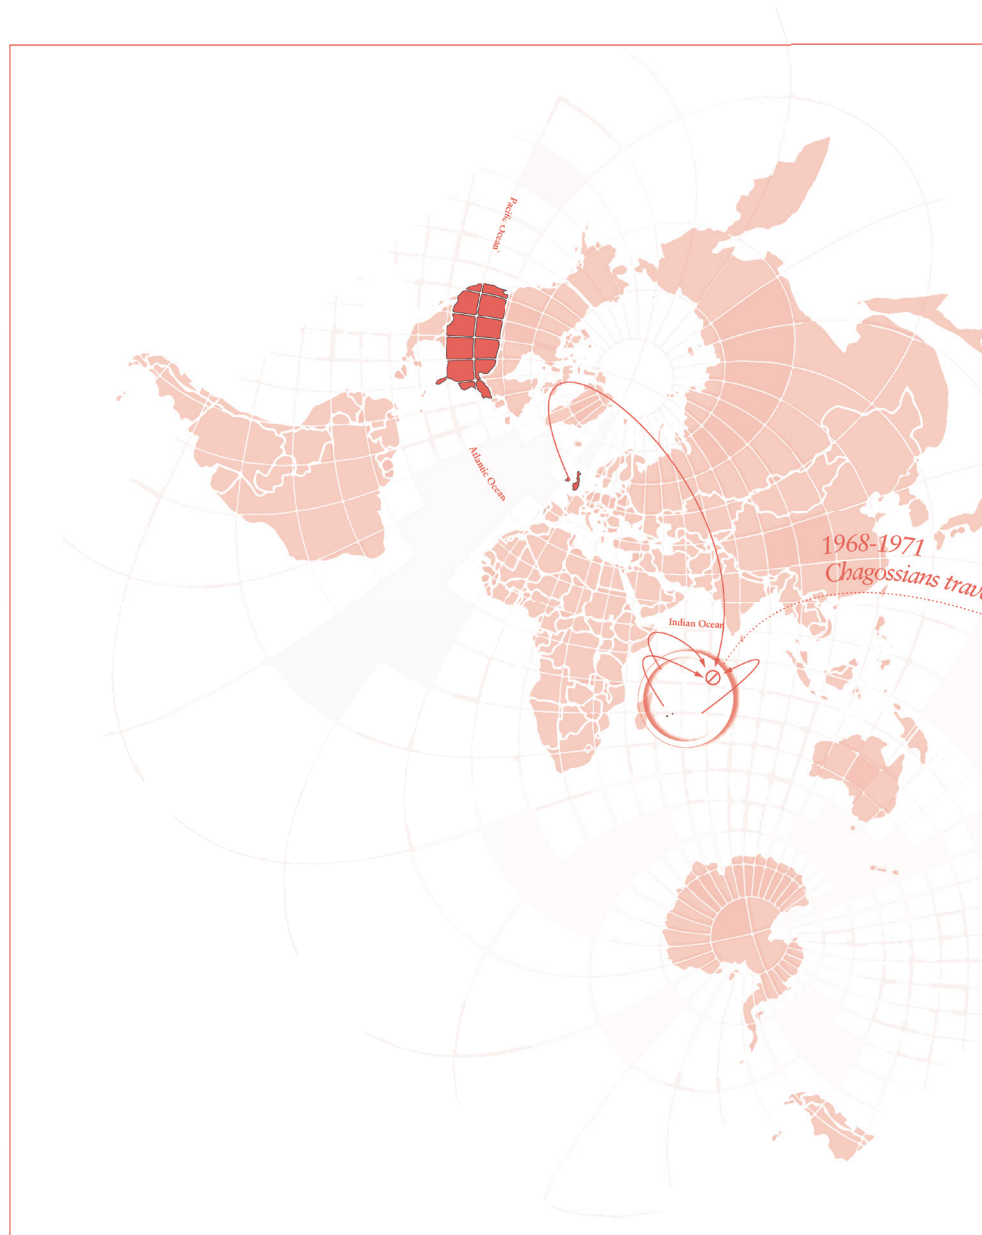 Pacific Ocean
Atlantic Ocean
1968-1971
Chagossians trav
Indian Ocean